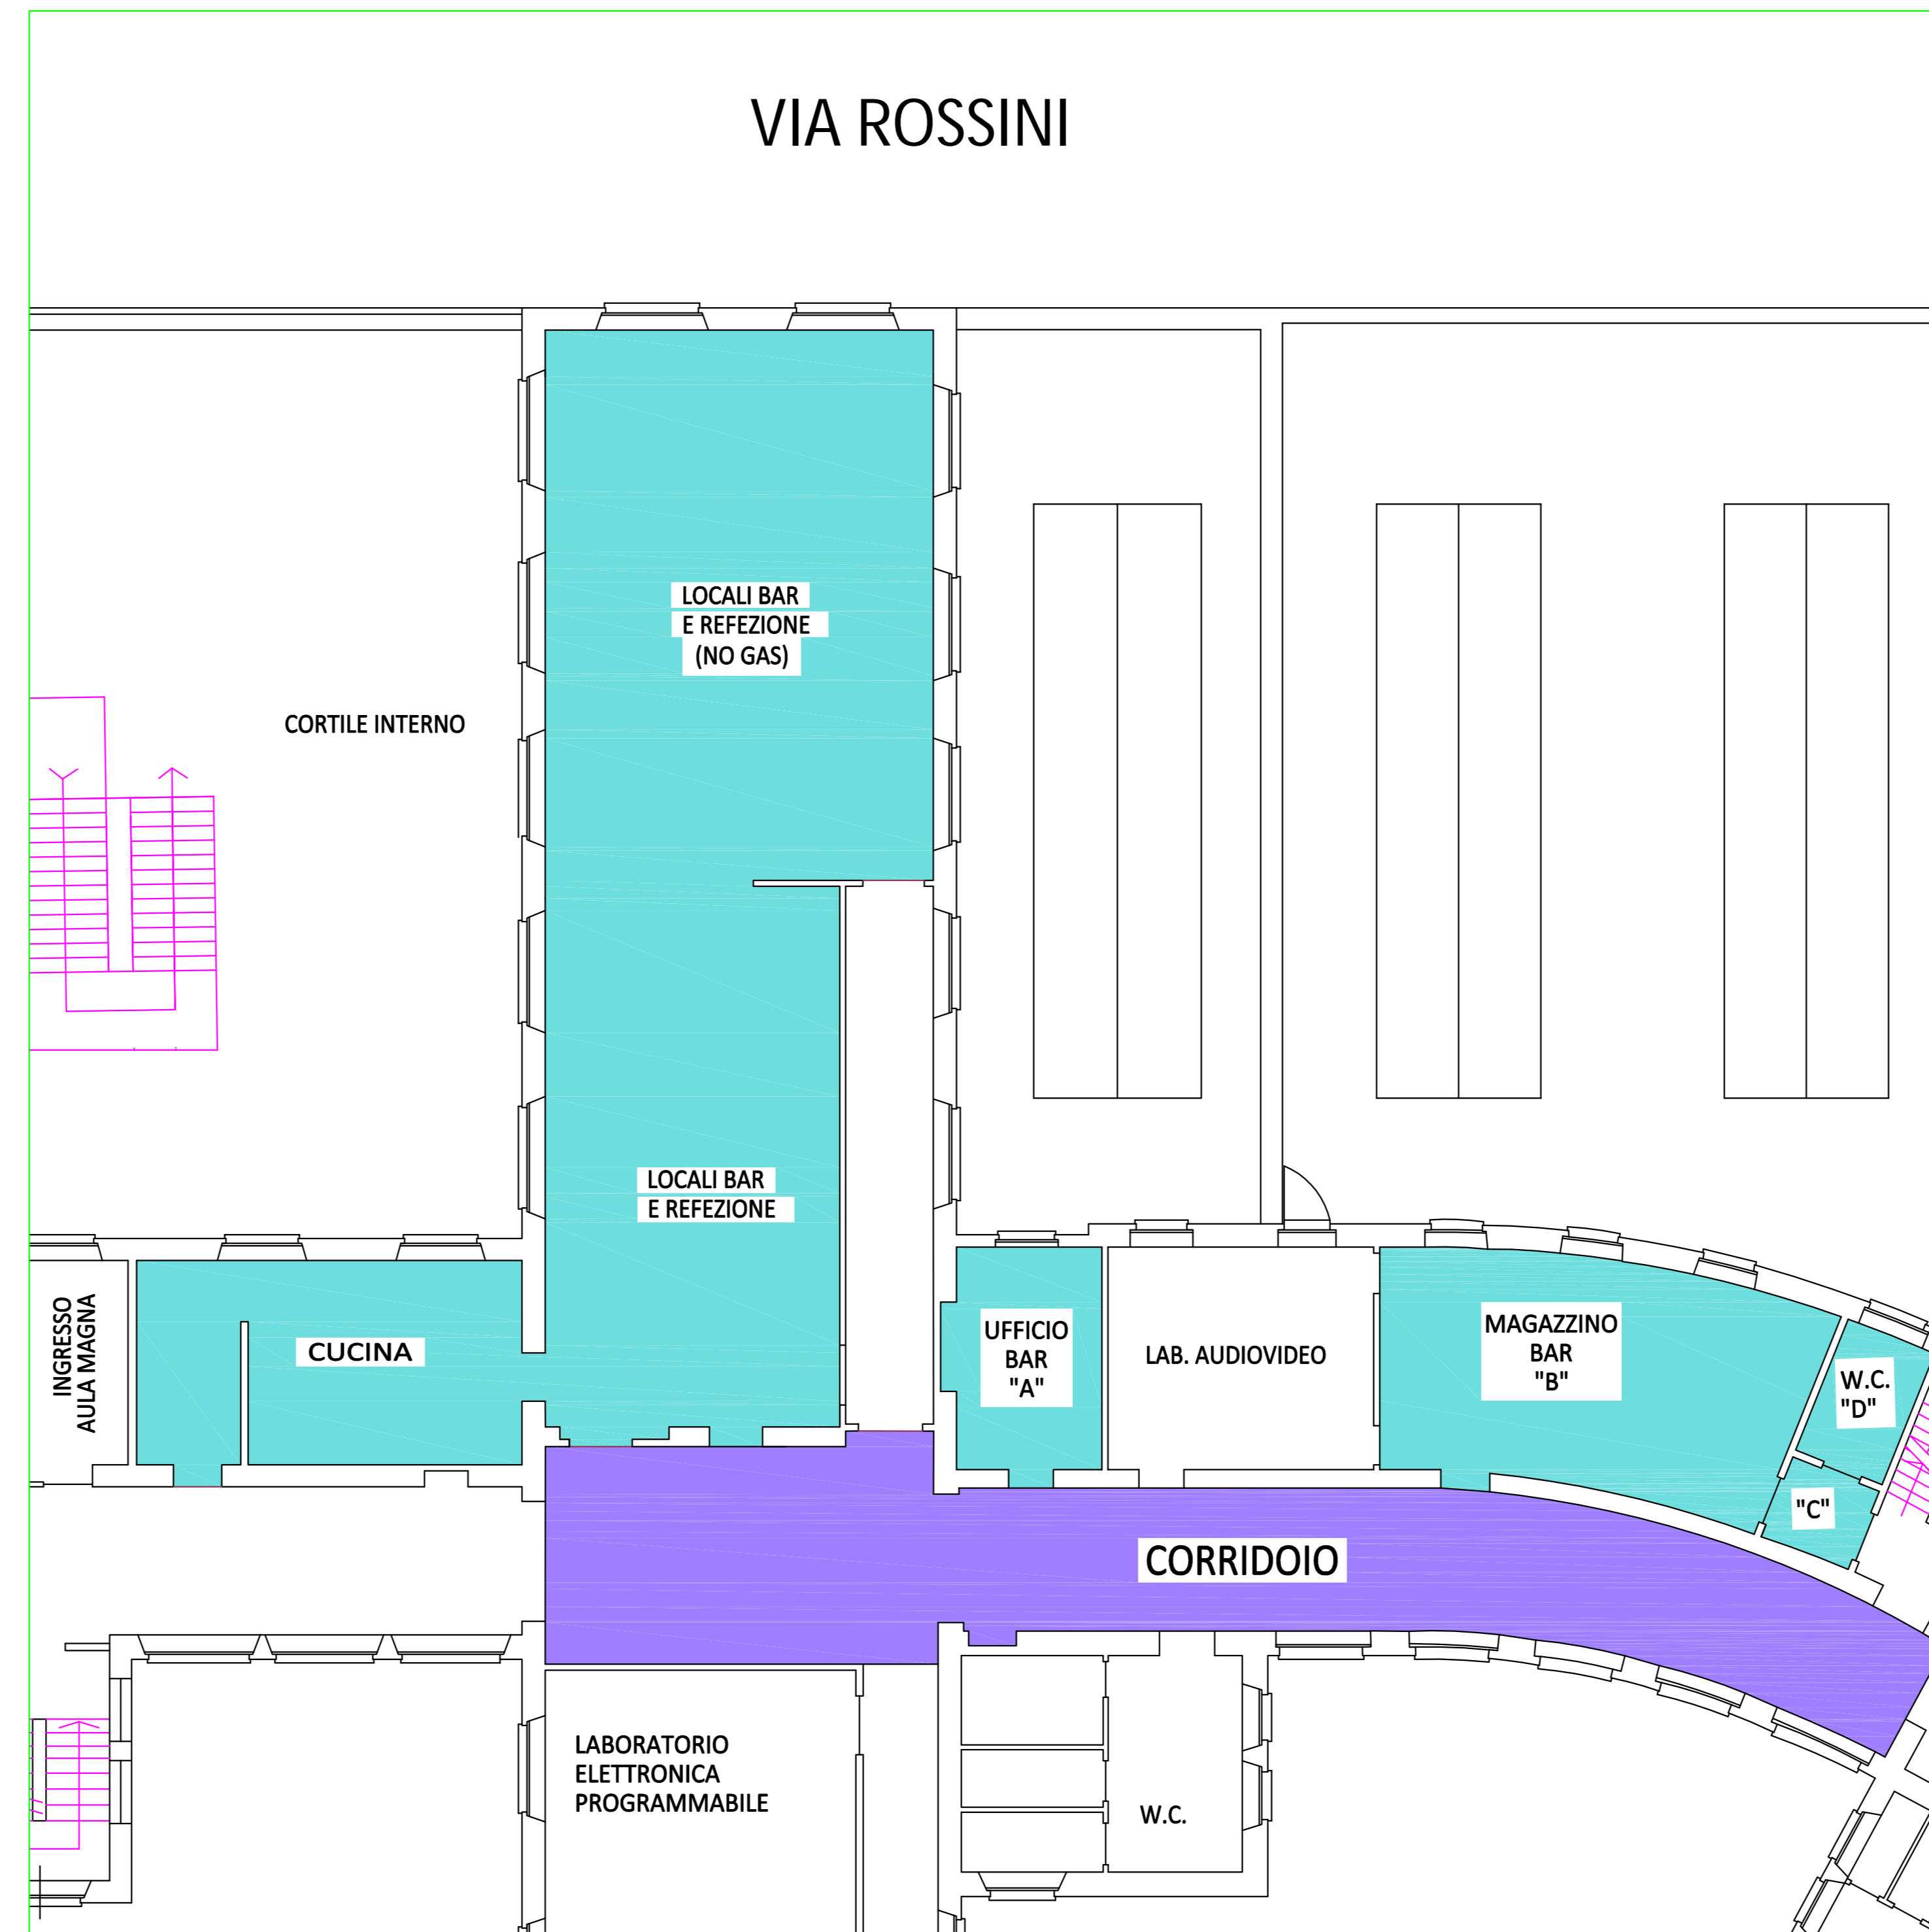 VIA ROSSINI
LOCALI BAR
E REFEZIONE
(NO GAS)
CORTILE INTERNO
LOCALI BAR
E REFEZIONE
INGRESSO
AULA MAGNA
CUCINA
UFFICIO
BAR
"A"
LAB. AUDIOVIDEO
MAGAZZINO
BAR
"B"
W.C.
"D"
"C"
CORRIDOIO
LABORATORIO
ELETTRONICA
PROGRAMMABILE
W.C.